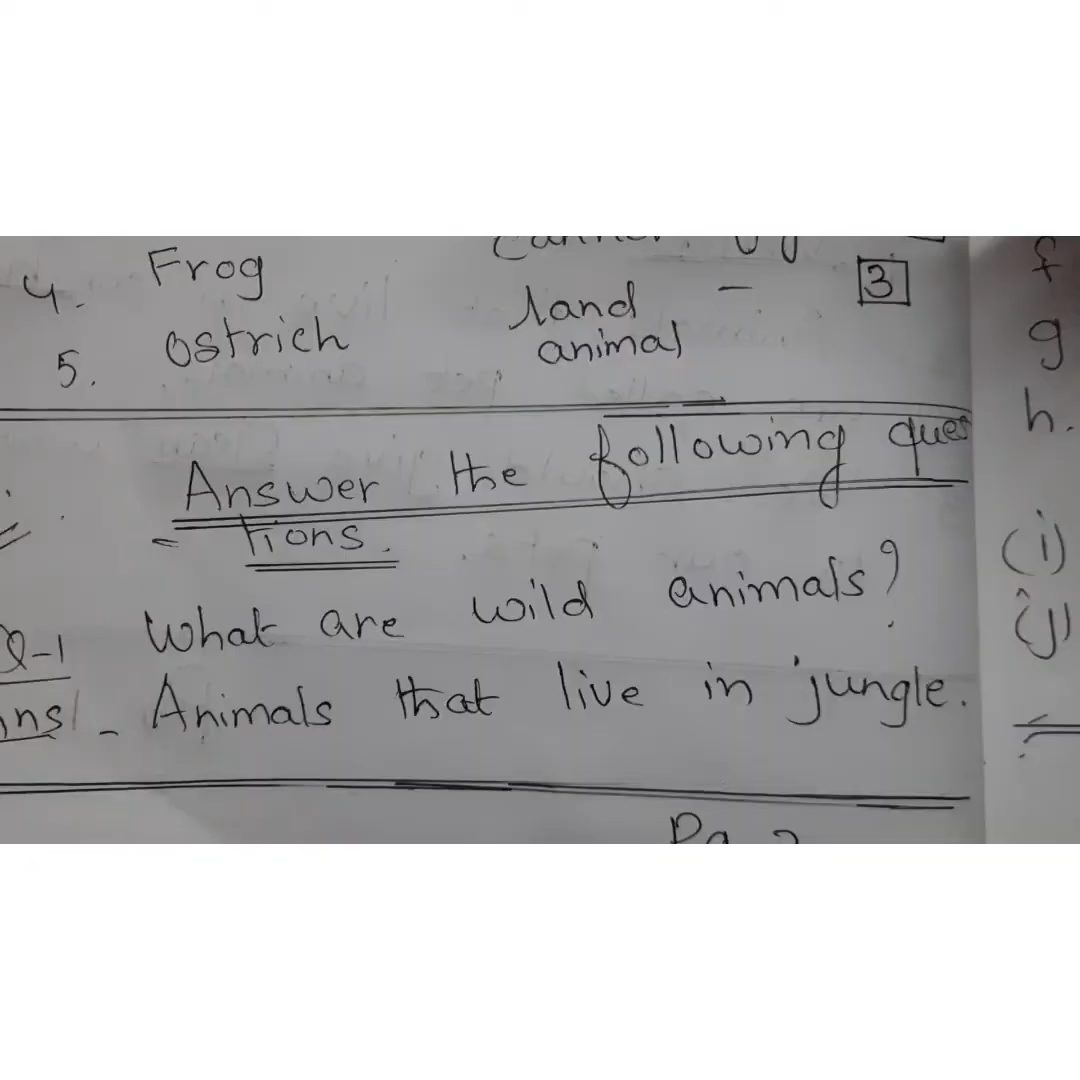 4. Frog
land - 3
5. ostrich animal
Answer the following ques
- tions.
Q-1 What are wild animals?
ans - Animals that live in jungle.
f
g
h.
(i)
(j)